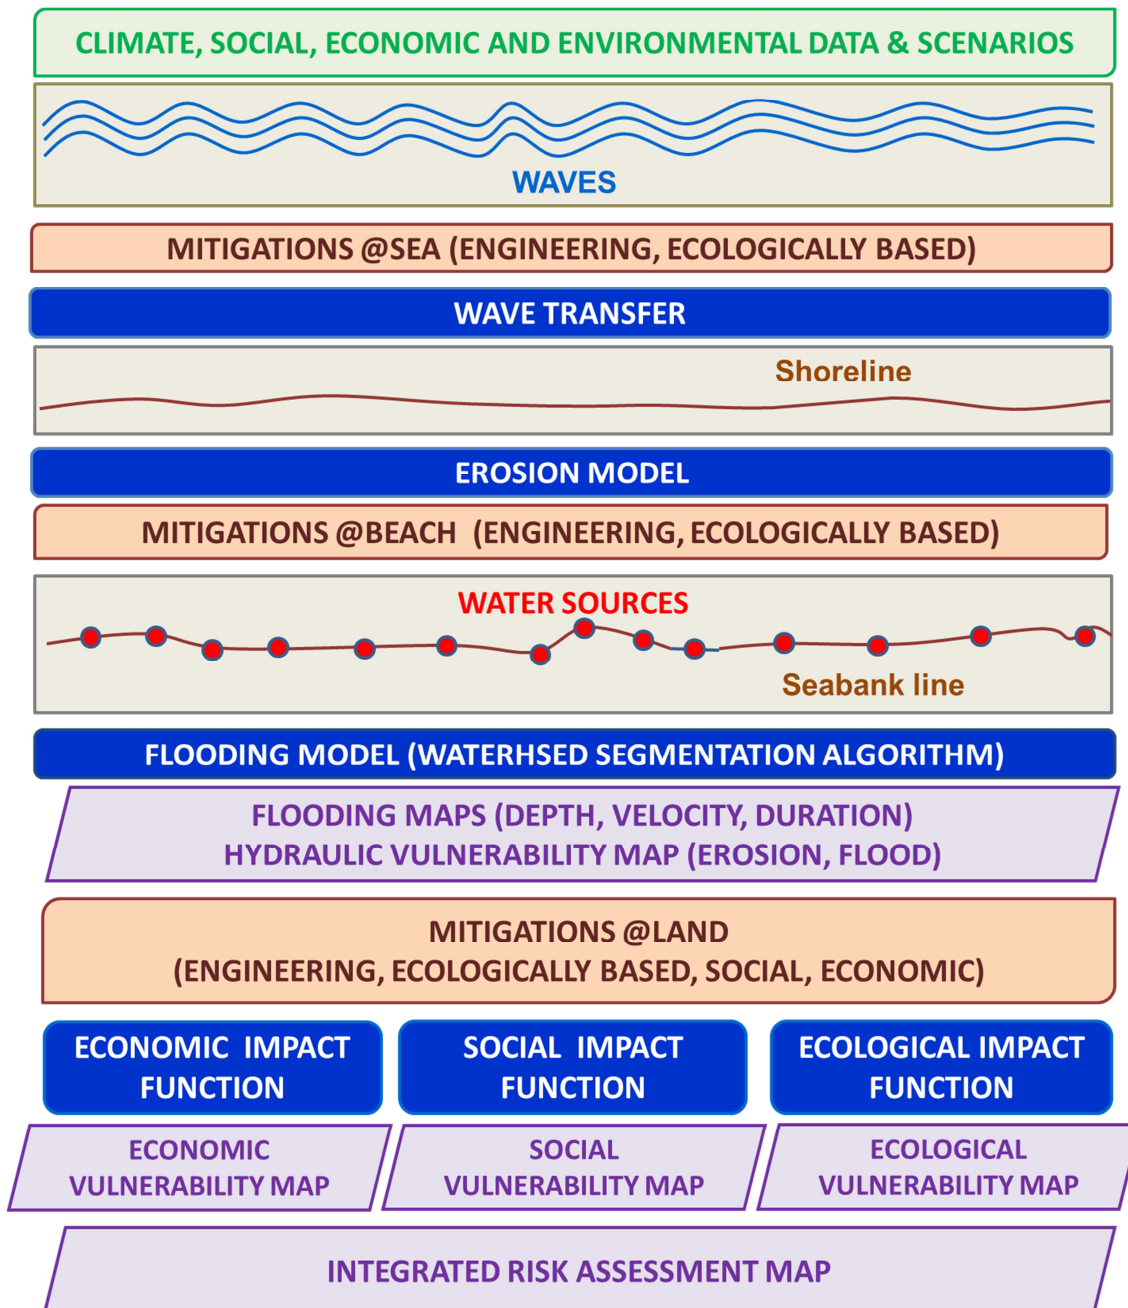 CLIMATE, SOCIAL, ECONOMIC AND ENVIRONMENTAL DATA & SCENARIOS
WAVES
MITIGATIONS @SEA (ENGINEERING, ECOLOGICALLY BASED)
WAVE TRANSFER
Shoreline
EROSION MODEL
MITIGATIONS @BEACH (ENGINEERING, ECOLOGICALLY BASED)
WATER SOURCES
Seabank line
FLOODING MODEL (WATERHSED SEGMENTATION ALGORITHM)
FLOODING MAPS (DEPTH, VELOCITY, DURATION)
HYDRAULIC VULNERABILITY MAP (EROSION, FLOOD)
MITIGATIONS @LAND
(ENGINEERING, ECOLOGICALLY BASED, SOCIAL, ECONOMIC)
ECONOMIC IMPACT
FUNCTION
SOCIAL IMPACT
FUNCTION
ECOLOGICAL IMPACT
FUNCTION
ECONOMIC
VULNERABILITY MAP
SOCIAL
VULNERABILITY MAP
ECOLOGICAL
VULNERABILITY MAP
INTEGRATED RISK ASSESSMENT MAP